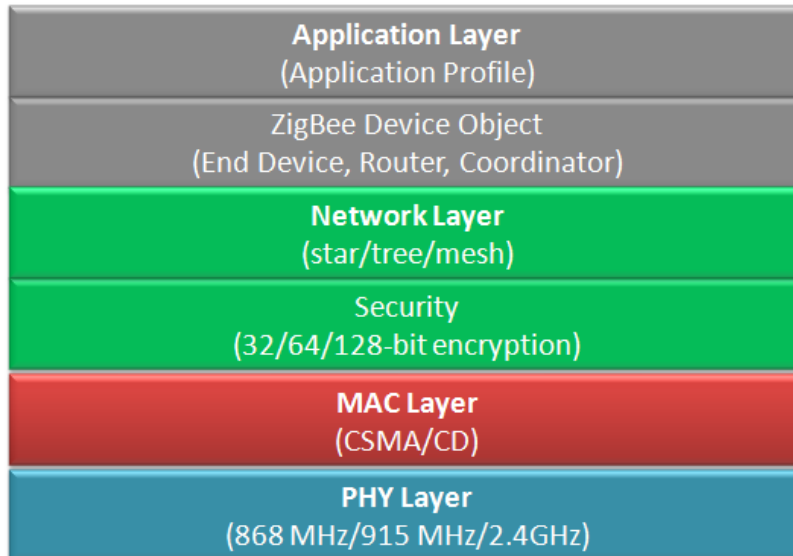 Application Layer
(Application Profile)
ZigBee Device Object
(End Device, Router, Coordinator)
Network Layer
(star/tree/mesh)
Security
(32/64/128-bit encryption)
MAC Layer
(CSMA/CD)
PHY Layer
(868 MHz/915 MHz/2.4GHz)